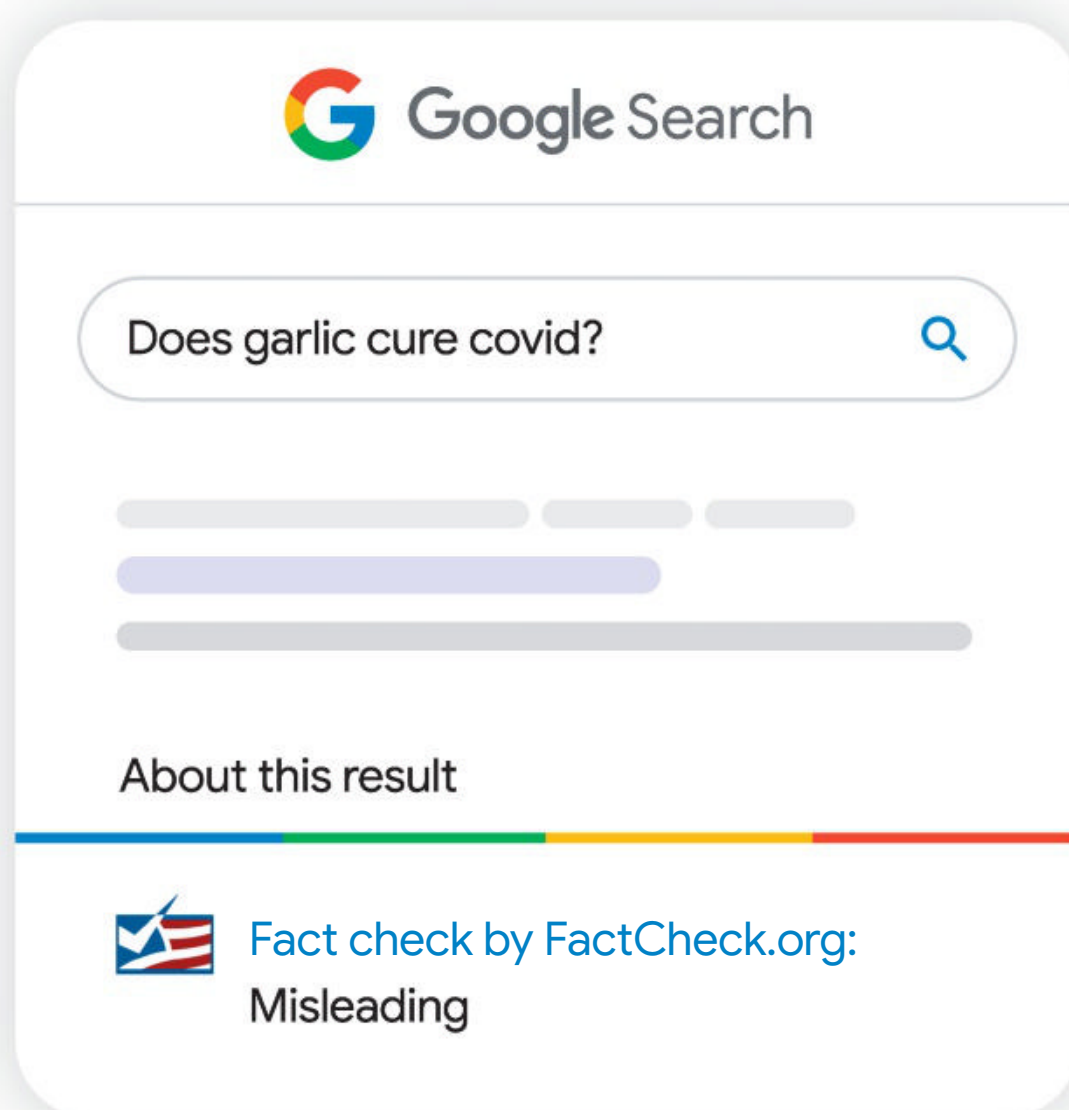 Google Search
Does garlic cure covid?
About this result
Fact check by FactCheck.org:
Misleading